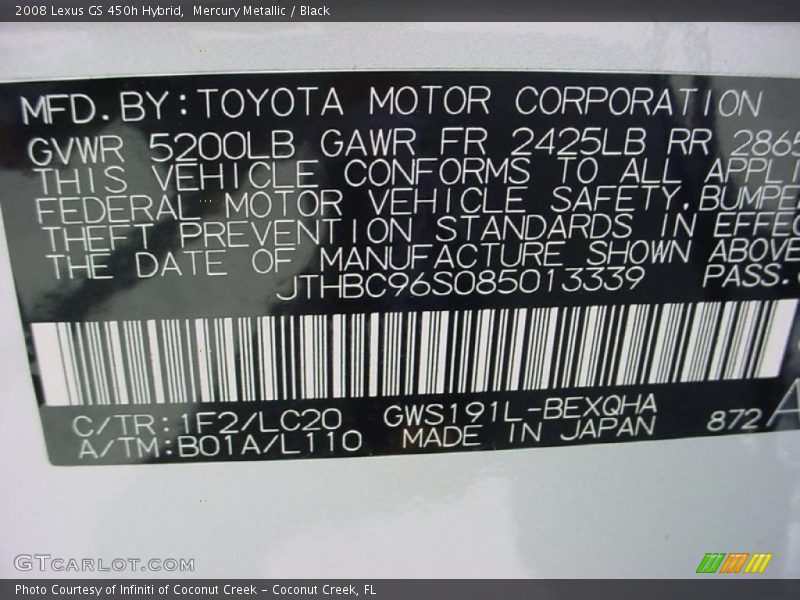 2008 Lexus GS 450h Hybrid,  Mercury Metallic / Black
MFD. BY: TOYOTA MOTOR CORPORATION
GVWR 5200LB GAWR FR 2425LB RR 2865
THIS VEHICLE CONFORMS TO ALL APPLI
FEDERAL MOTOR VEHICLE SAFETY, BUMPE
THEFT PREVENTION STANDARDS IN EFFEC
THE DATE OF MANUFACTURE SHOWN ABOVE
JTHBC96S085013339 PASS.
C/TR: 1F2/LC20 GWS191L-BEXQHA
A/TM: B01A/L110 MADE IN JAPAN 872 A
GTCARLOT.COM
Photo Courtesy of Infiniti of Coconut Creek – Coconut Creek, FL